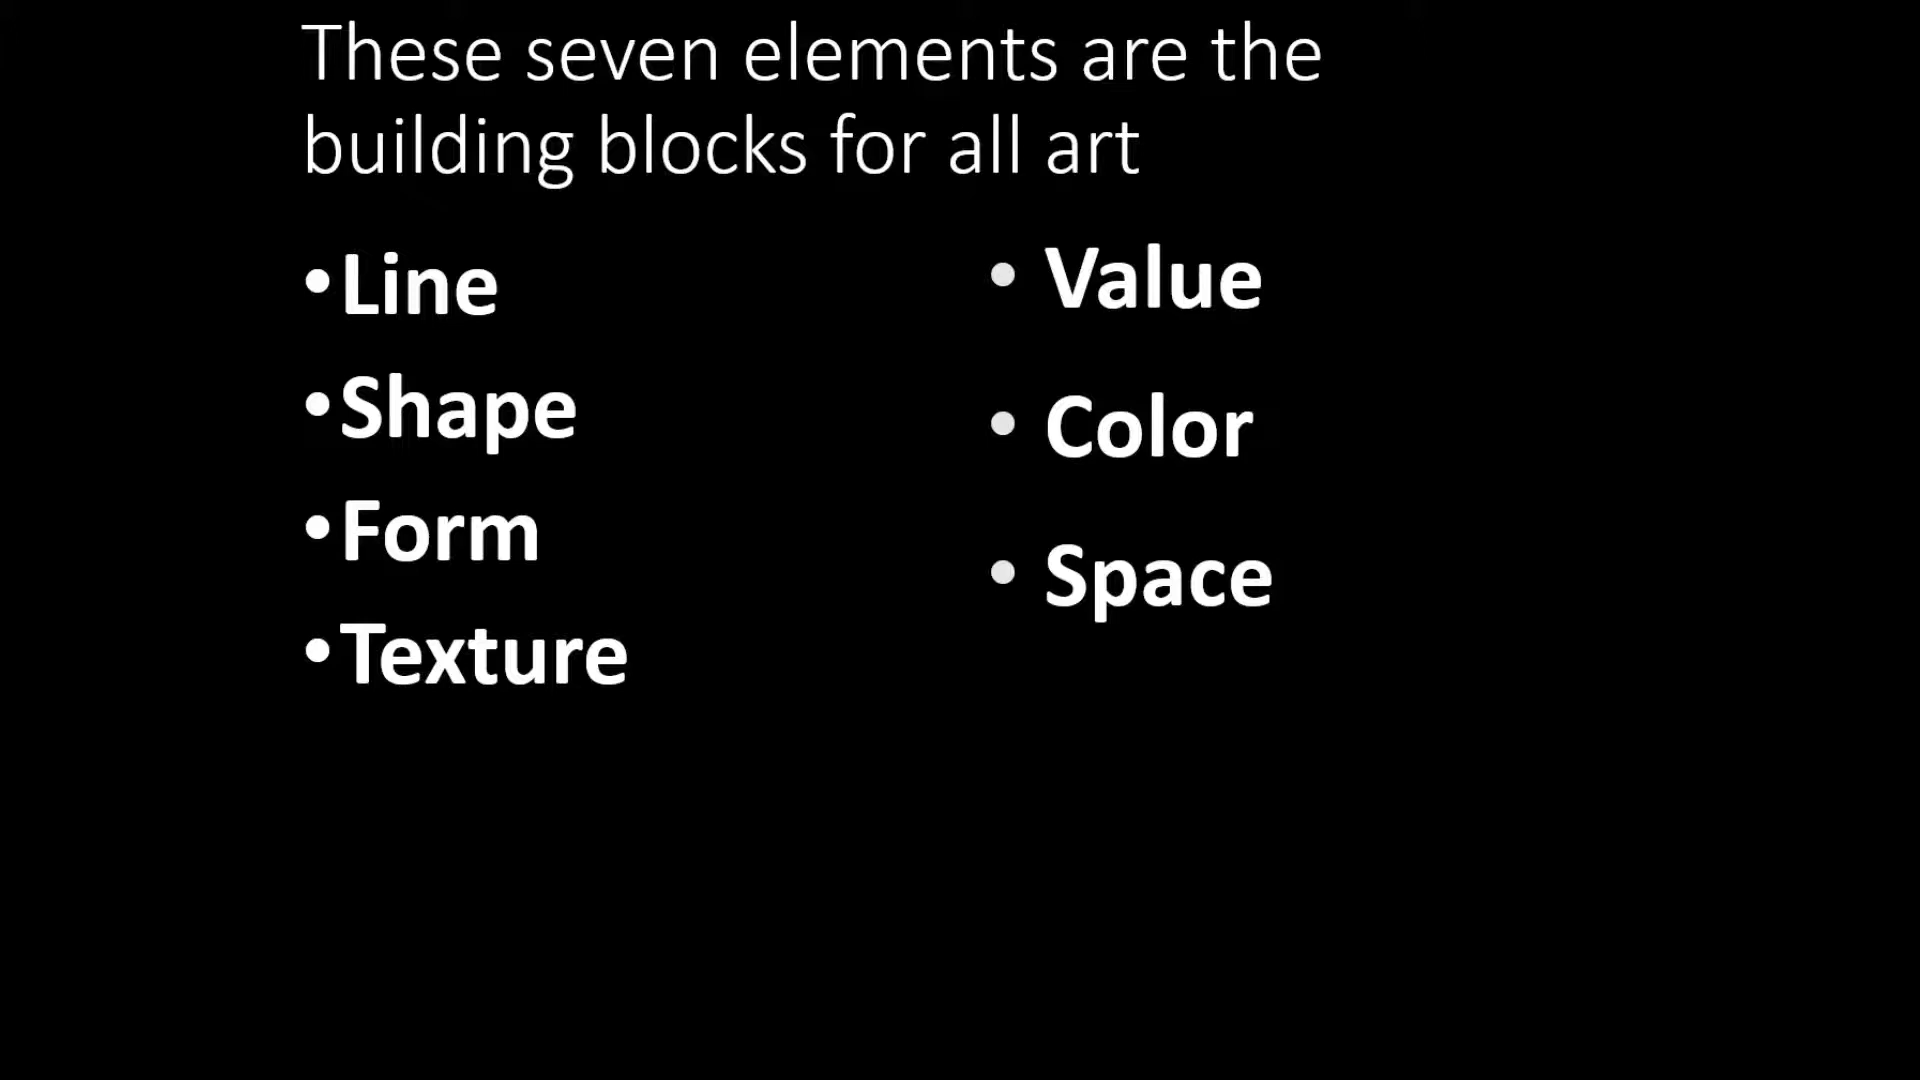 These seven elements are the
building blocks for all art
•Line
•Shape
•Form
•Texture
• Value
• Color
• Space